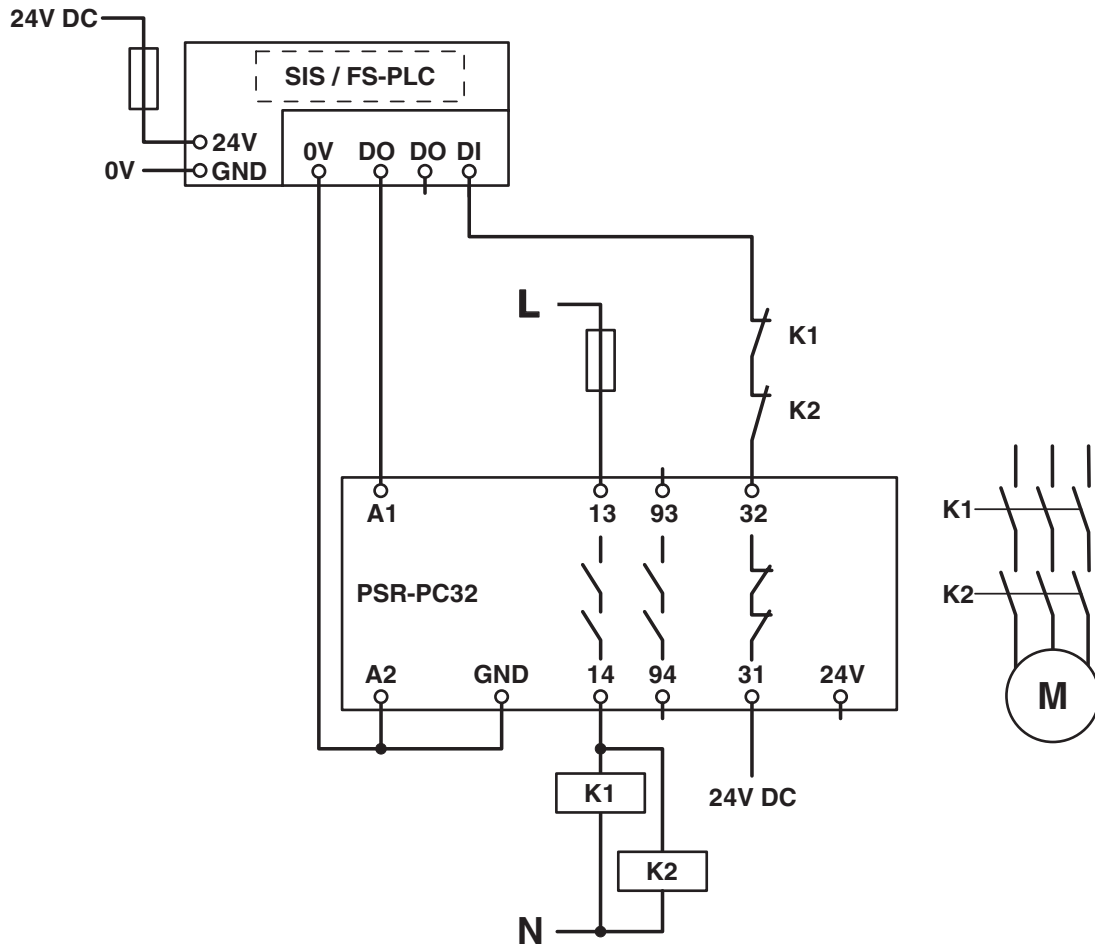 24V DC
SIS / FS-PLC
24V
0V
GND
0V DO DO DI
L
K1
K2
A1 13 93 32
PSR-PC32
K1
K2
A2 GND 14 94 31 24V
M
K1
24V DC
K2
N